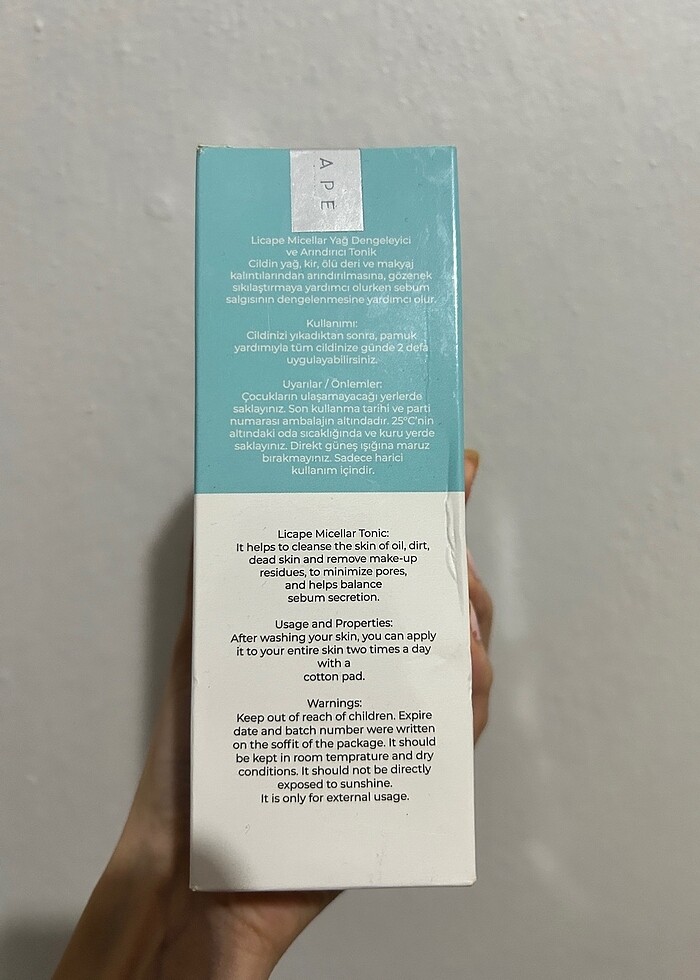 APE
Licape Micellar Yağ Dengeleyici
ve Arındırıcı Tonik
Cildin yağ, kir, ölü deri ve makyaj
kalıntılarından arındırılmasına, gözenek
sıkılaştırmaya yardımcı olurken sebum
salgısının dengelenmesine yardımcı olur.
Kullanımı:
Cildinizi yıkadıktan sonra, pamuk
yardımıyla tüm cildinize günde 2 defa
uygulayabilirsiniz.
Uyarılar / Önlemler:
Çocukların ulaşamayacağı yerlerde
saklayınız. Son kullanma tarihi ve parti
numarası ambalajın altındadır. 25°C'nin
altındaki oda sıcaklığında ve kuru yerde
saklayınız. Direkt güneş ışığına maruz
bırakmayınız. Sadece harici
kullanım içindir.
Licape Micellar Tonic:
It helps to cleanse the skin of oil, dirt,
dead skin and remove make-up
residues, to minimize pores,
and helps balance
sebum secretion.
Usage and Properties:
After washing your skin, you can apply
it to your entire skin two times a day
with a
cotton pad.
Warnings:
Keep out of reach of children. Expire
date and batch number were written
on the soffit of the package. It should
be kept in room temprature and dry
conditions. It should not be directly
exposed to sunshine.
It is only for external usage.